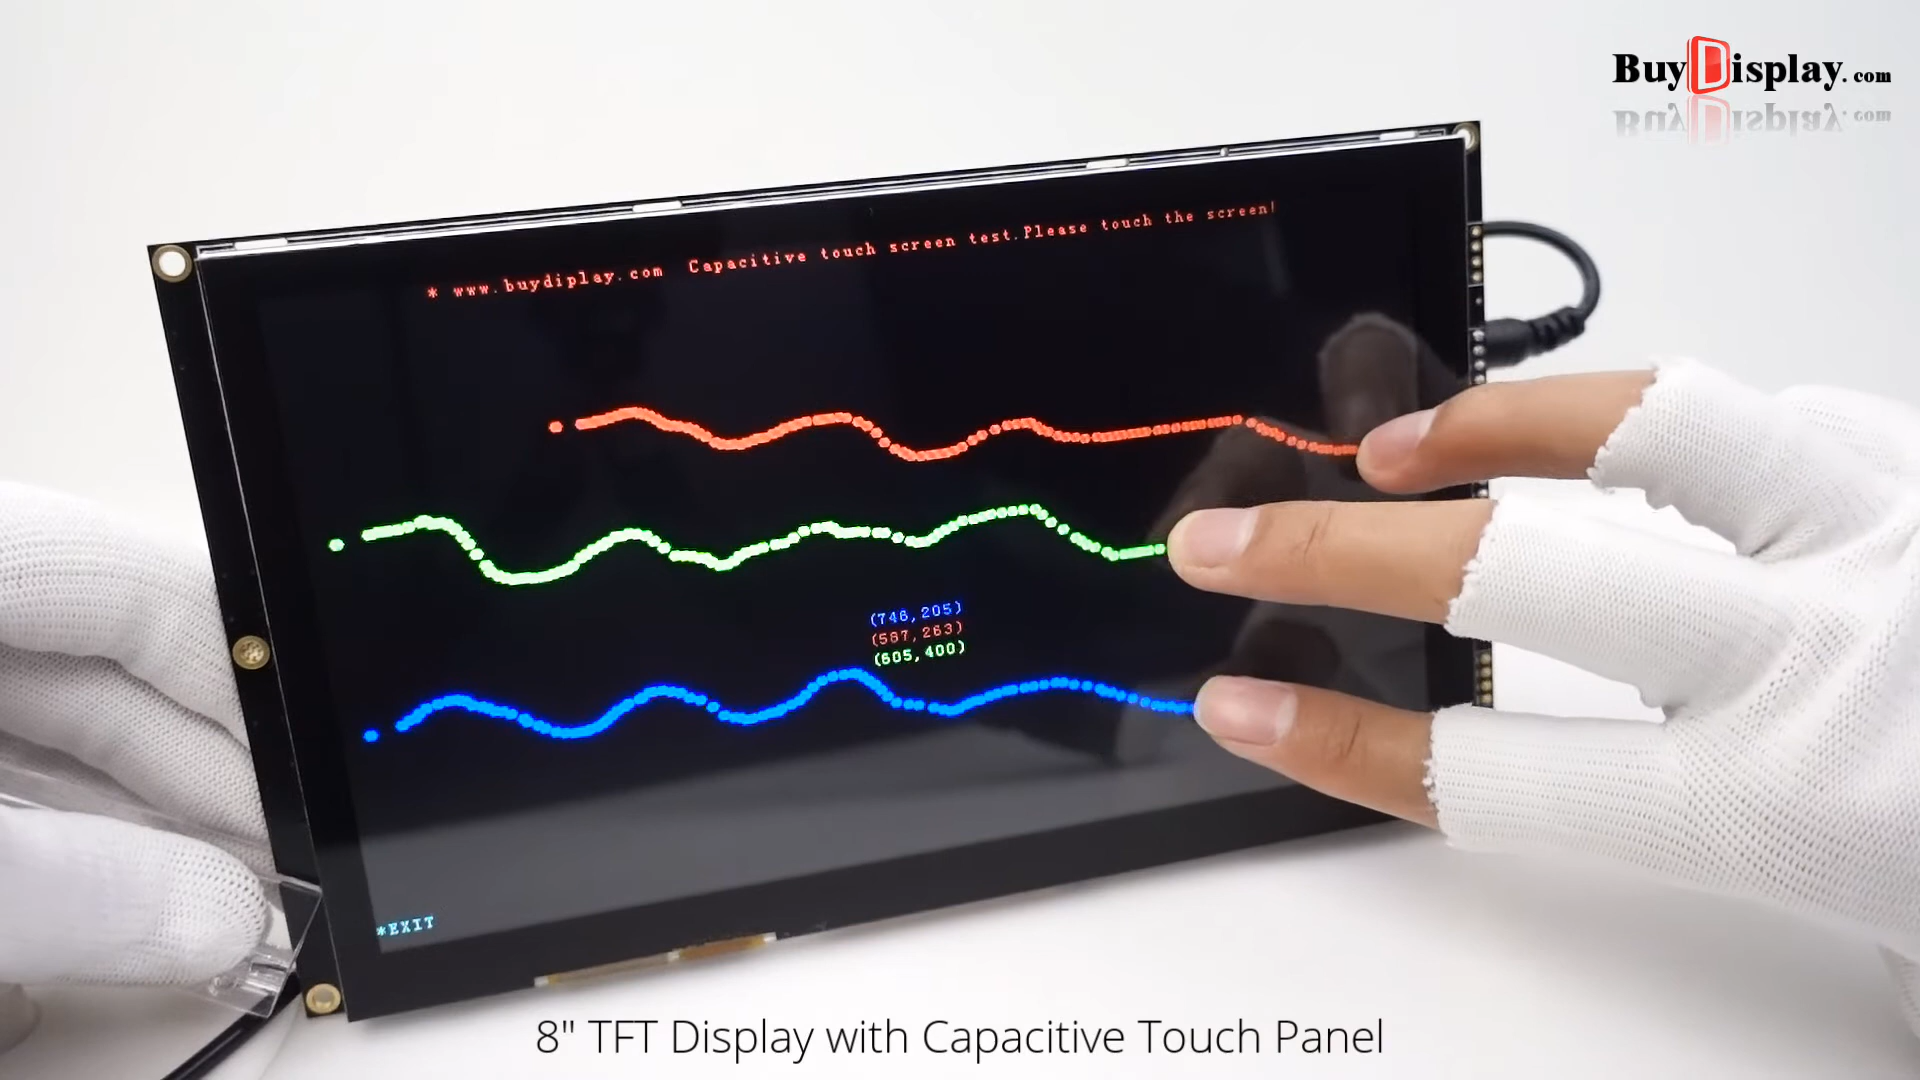 BuyDisplay.com
* www.buydiplay.com Capacitive touch screen test.Please touch the screen!
(746,205)
(587,263)
(605,400)
*EXIT
8" TFT Display with Capacitive Touch Panel